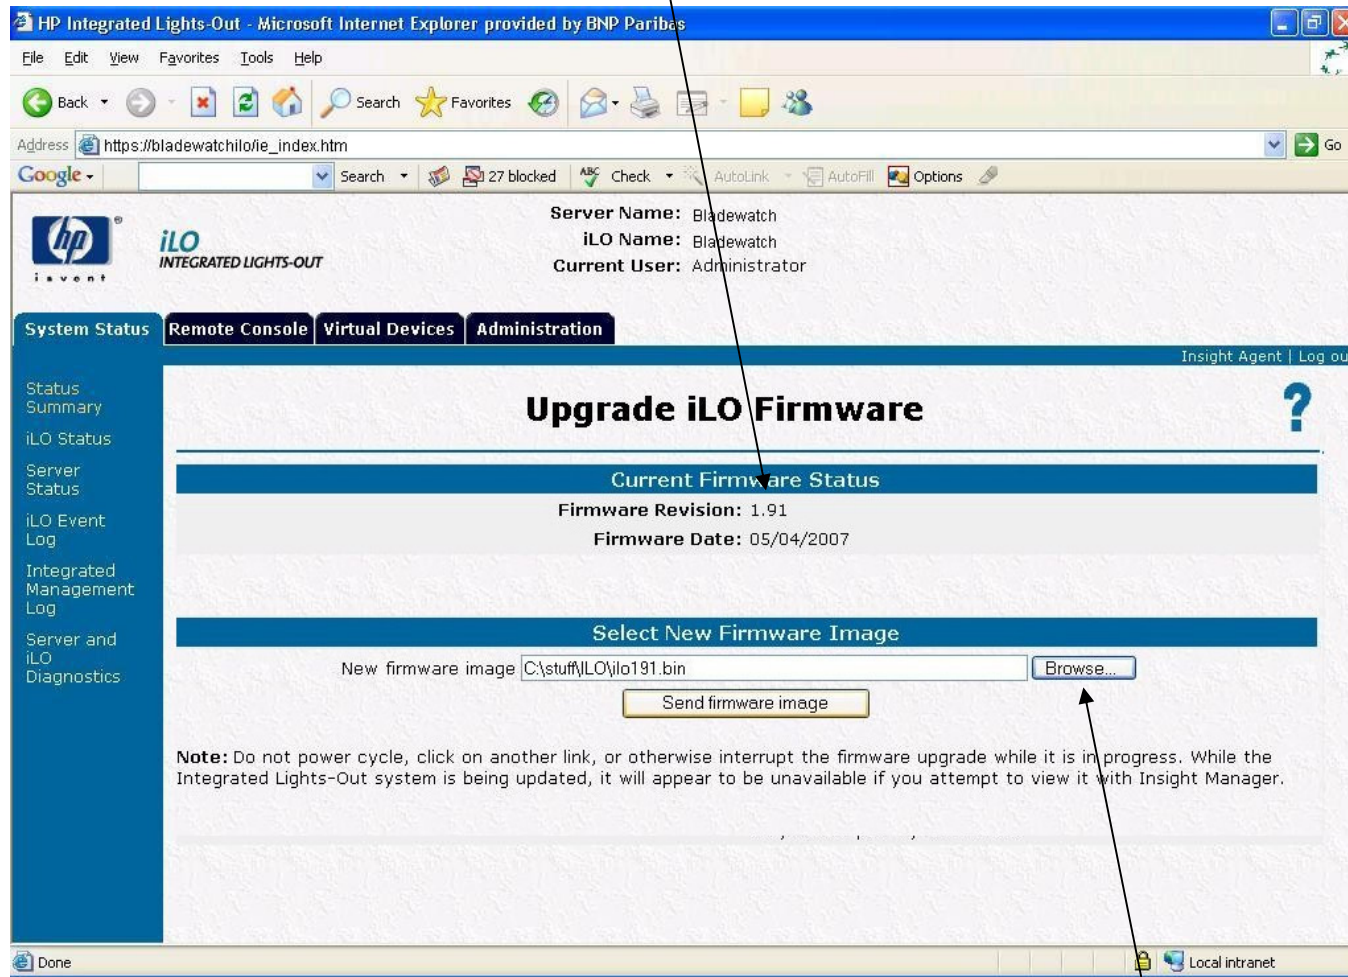 HP Integrated Lights-Out - Microsoft Internet Explorer provided by BNP Paribas
File Edit View Favorites Tools Help
Back Search Favorites
Address https://bladewatchilo/ie_index.htm Go
Google Search 27 blocked ABC Check AutoLink AutoFill Options
hp ®
invent
iLO
INTEGRATED LIGHTS-OUT
Server Name: Bladewatch
iLO Name: Bladewatch
Current User: Administrator
System Status Remote Console Virtual Devices Administration
Insight Agent | Log ou
Status
Summary
iLO Status
Server
Status
iLO Event
Log
Integrated
Management
Log
Server and
iLO
Diagnostics
Upgrade iLO Firmware
?
Current Firmware Status
Firmware Revision: 1.91
Firmware Date: 05/04/2007
Select New Firmware Image
New firmware image C:\stuff\ILO\ilo191.bin Browse...
Send firmware image
Note: Do not power cycle, click on another link, or otherwise interrupt the firmware upgrade while it is in progress. While the
Integrated Lights-Out system is being updated, it will appear to be unavailable if you attempt to view it with Insight Manager.
Done Local intranet